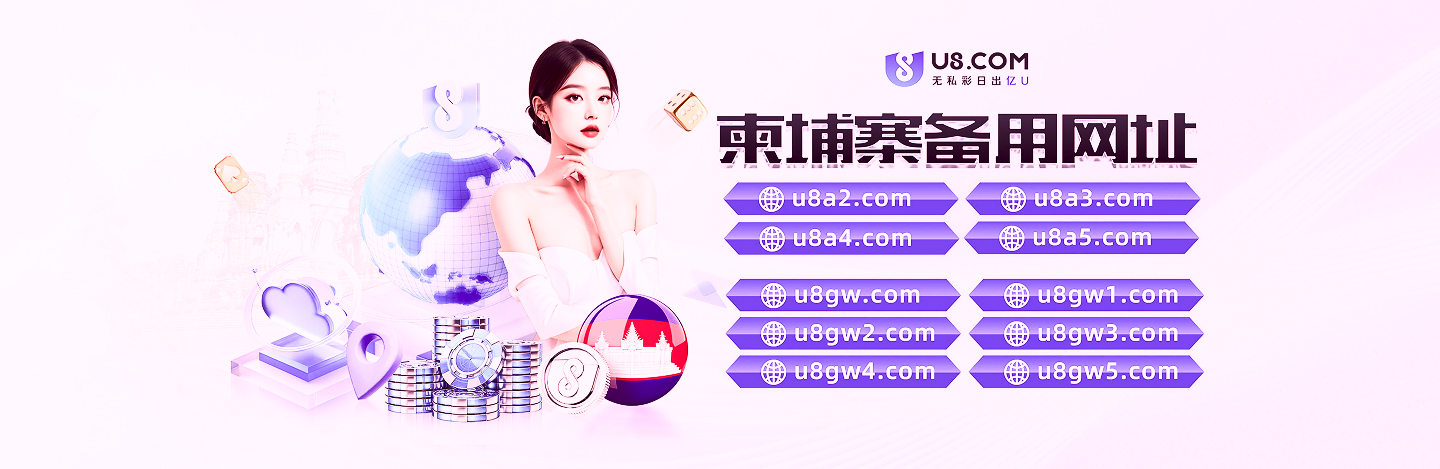 U8.COM
无私彩日出亿U
柬埔寨备用网址
u8a2.com
u8a3.com
u8a4.com
u8a5.com
u8gw.com
u8gw1.com
u8gw2.com
u8gw3.com
u8gw4.com
u8gw5.com